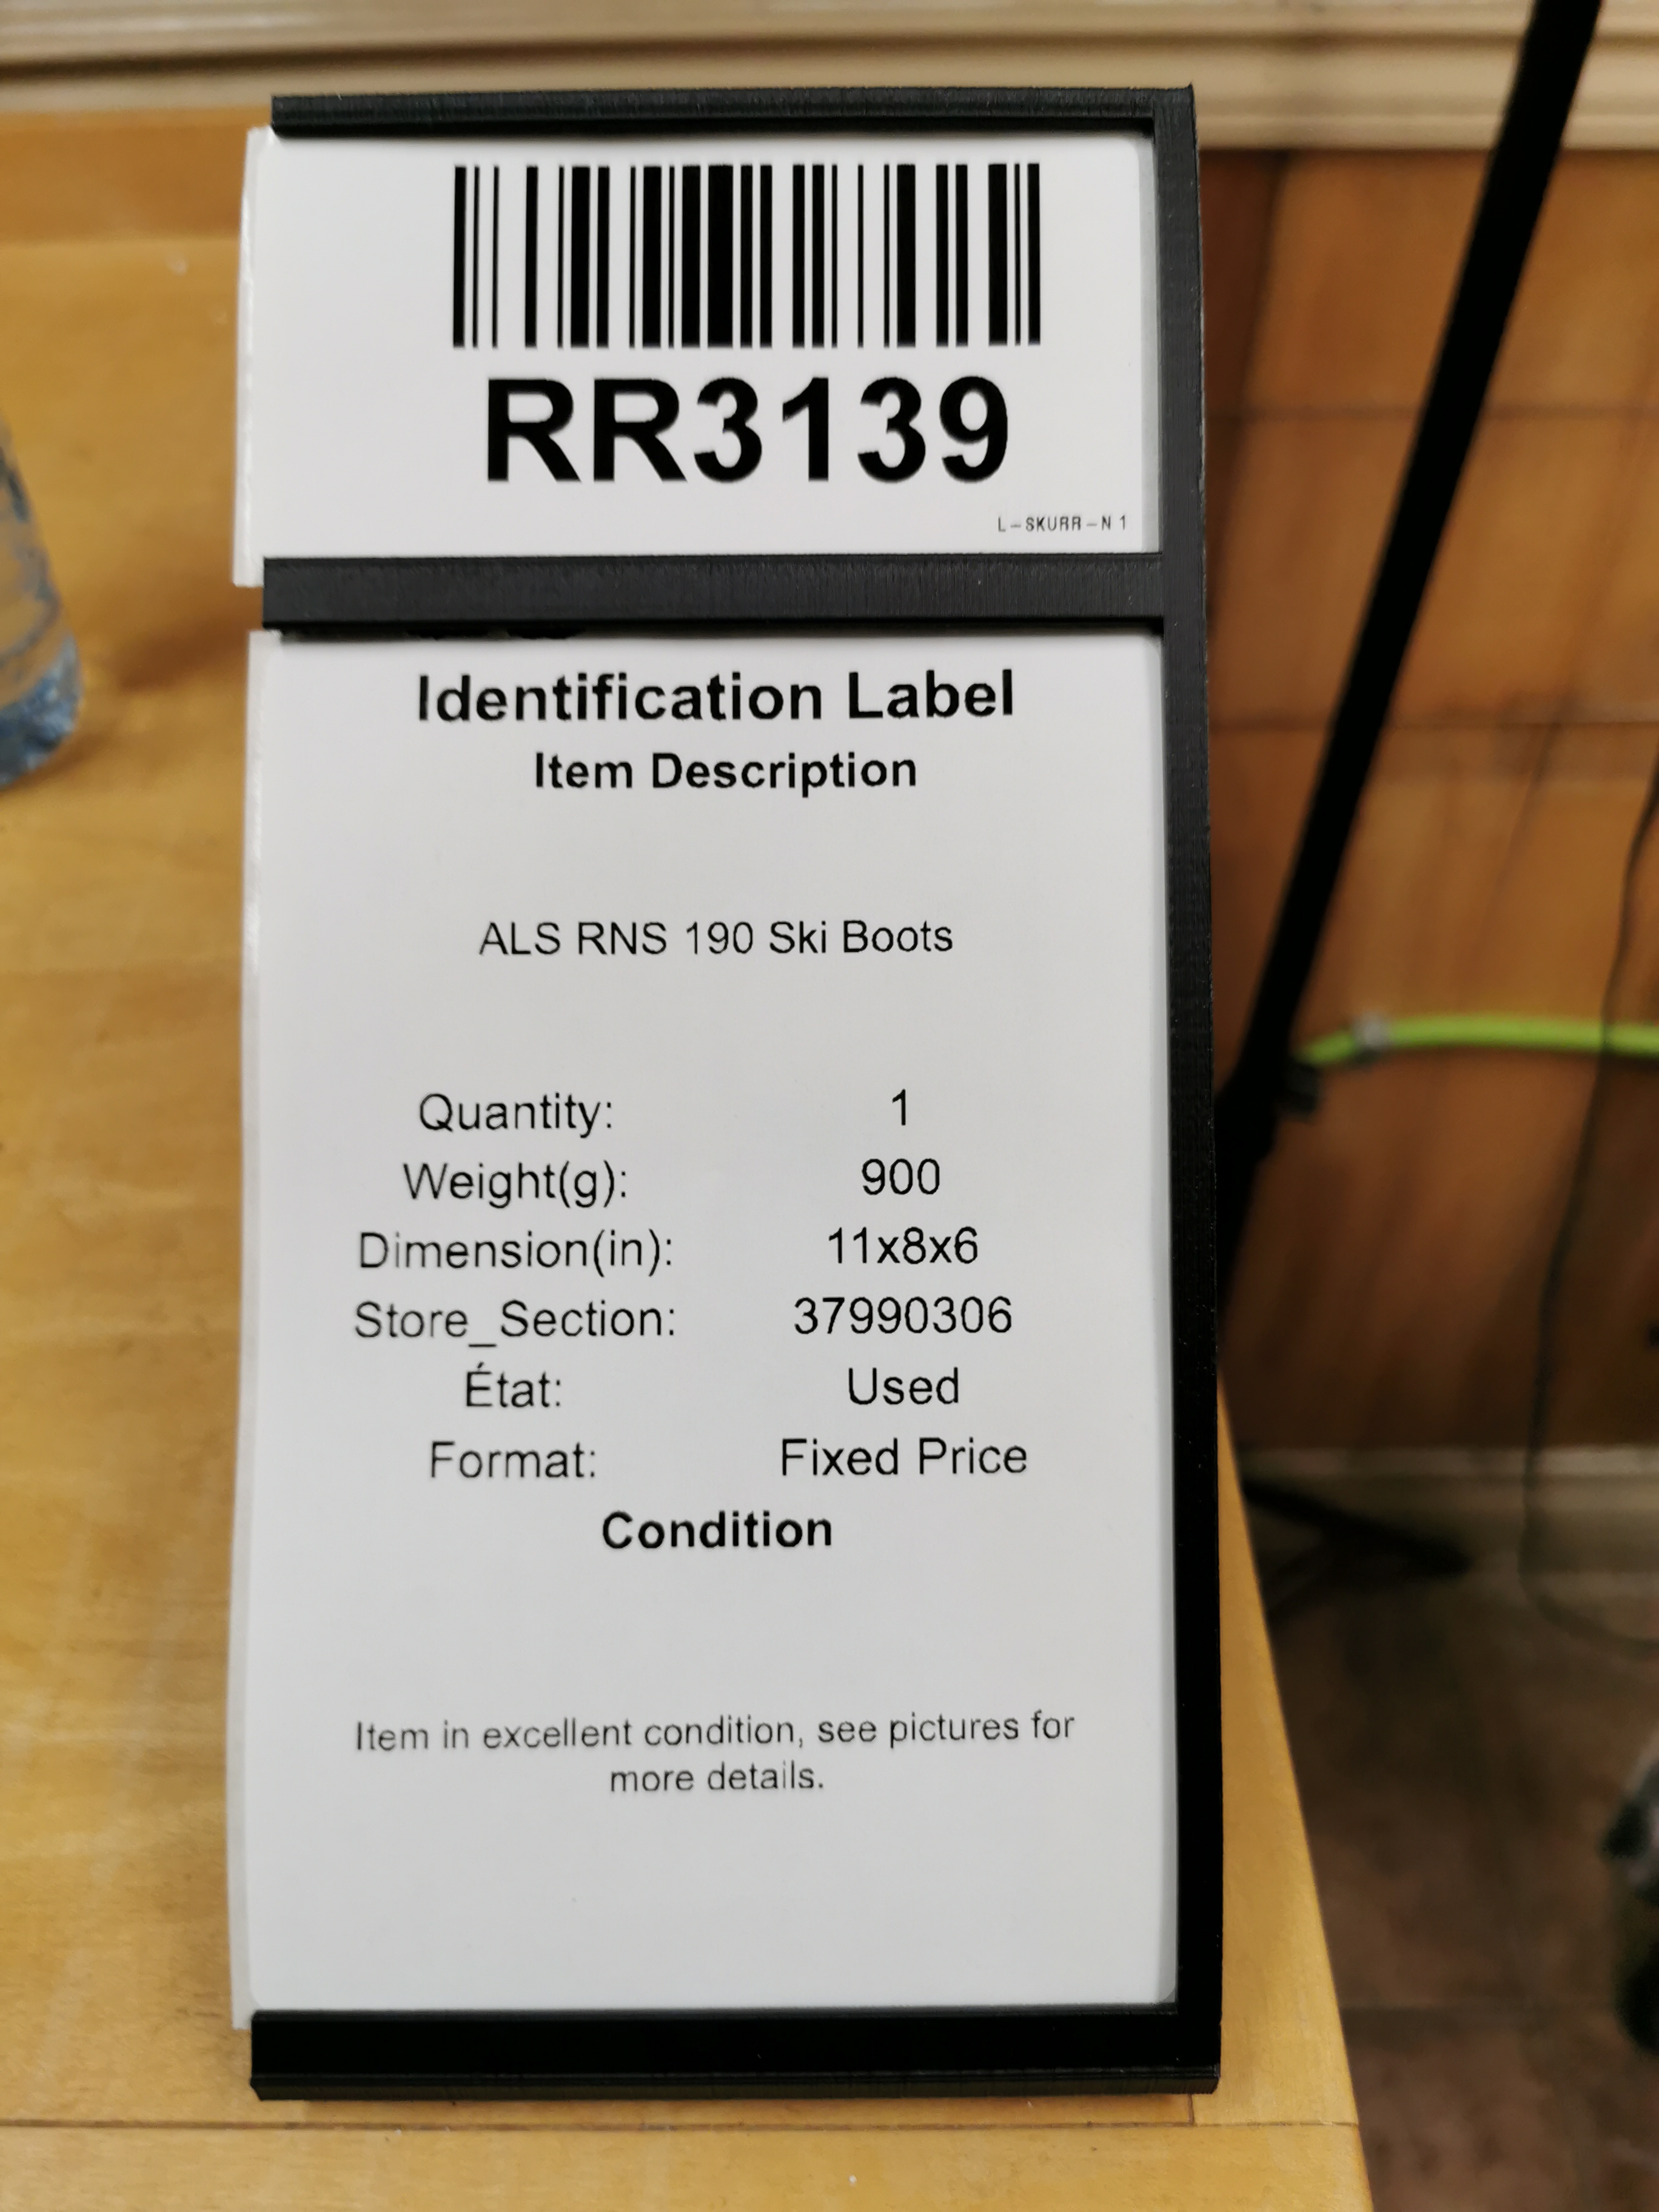 RR3139
L-SKURR-N 1
Identification Label
Item Description
ALS RNS 190 Ski Boots
Quantity: 1
Weight(g): 900
Dimension(in): 11x8x6
Store_Section: 37990306
État: Used
Format: Fixed Price
Condition
Item in excellent condition, see pictures for
more details.